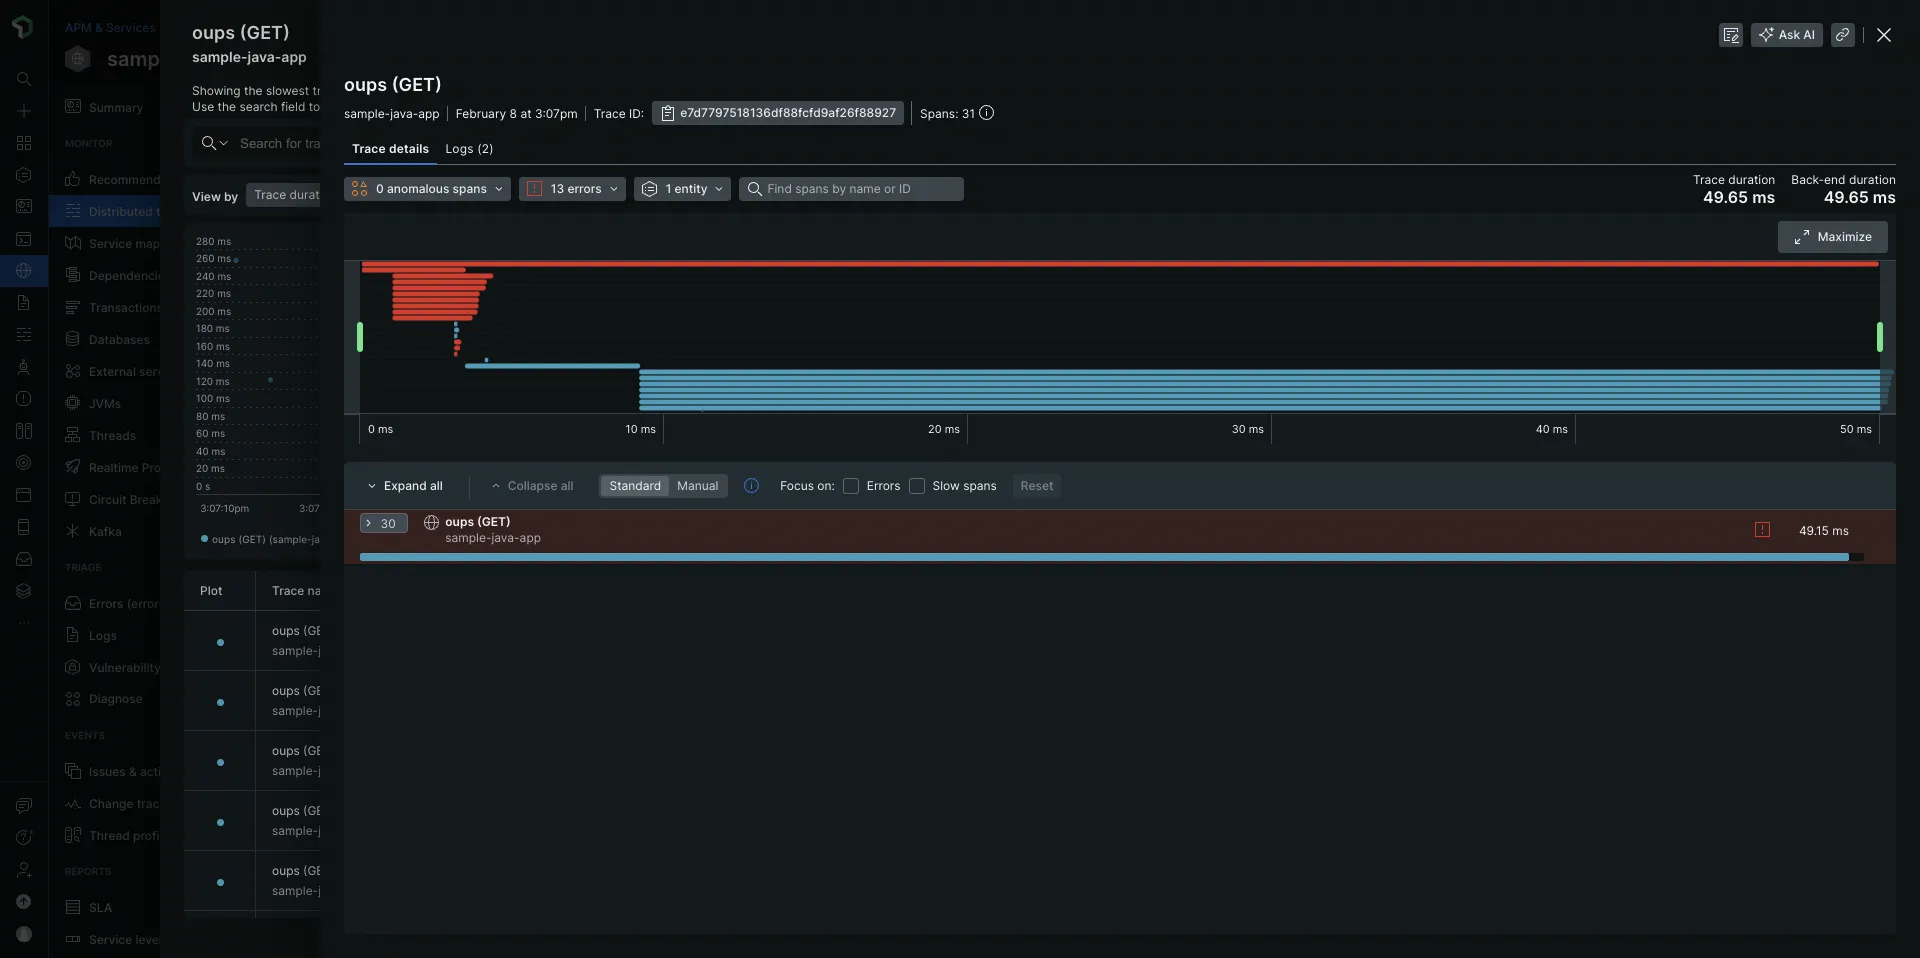 APM & Services
samp
Summary
MONITOR
Recommend
Distributed t
Service map
Dependenci
Transactions
Databases
External serv
JVMs
Threads
Realtime Pro
Circuit Break
Kafka
TRIAGE
Errors (error
Logs
Vulnerability
Diagnose
EVENTS
Issues & acti
Change trac
Thread profi
REPORTS
SLA
Service level
oups (GET)
sample-java-app
Showing the slowest tr
Use the search field to
Search for tra
View by Trace durat
280 ms
260 ms
240 ms
220 ms
200 ms
180 ms
160 ms
140 ms
120 ms
100 ms
80 ms
60 ms
40 ms
20 ms
0 s
3:07:10pm 3:07
oups (GET) (sample-ja
Plot Trace na
oups (GE
sample-j
oups (GE
sample-j
oups (GE
sample-j
oups (GE
sample-j
oups (GE
sample-j
Ask AI
oups (GET)
sample-java-app February 8 at 3:07pm Trace ID: e7d7797518136df88fcfd9af26f88927 Spans: 31
Trace details Logs (2)
0 anomalous spans 13 errors 1 entity Find spans by name or ID
Trace duration Back-end duration
49.65 ms 49.65 ms
Maximize
0 ms 10 ms 20 ms 30 ms 40 ms 50 ms
Expand all Collapse all Standard Manual Focus on: Errors Slow spans Reset
30 oups (GET)
sample-java-app
49.15 ms